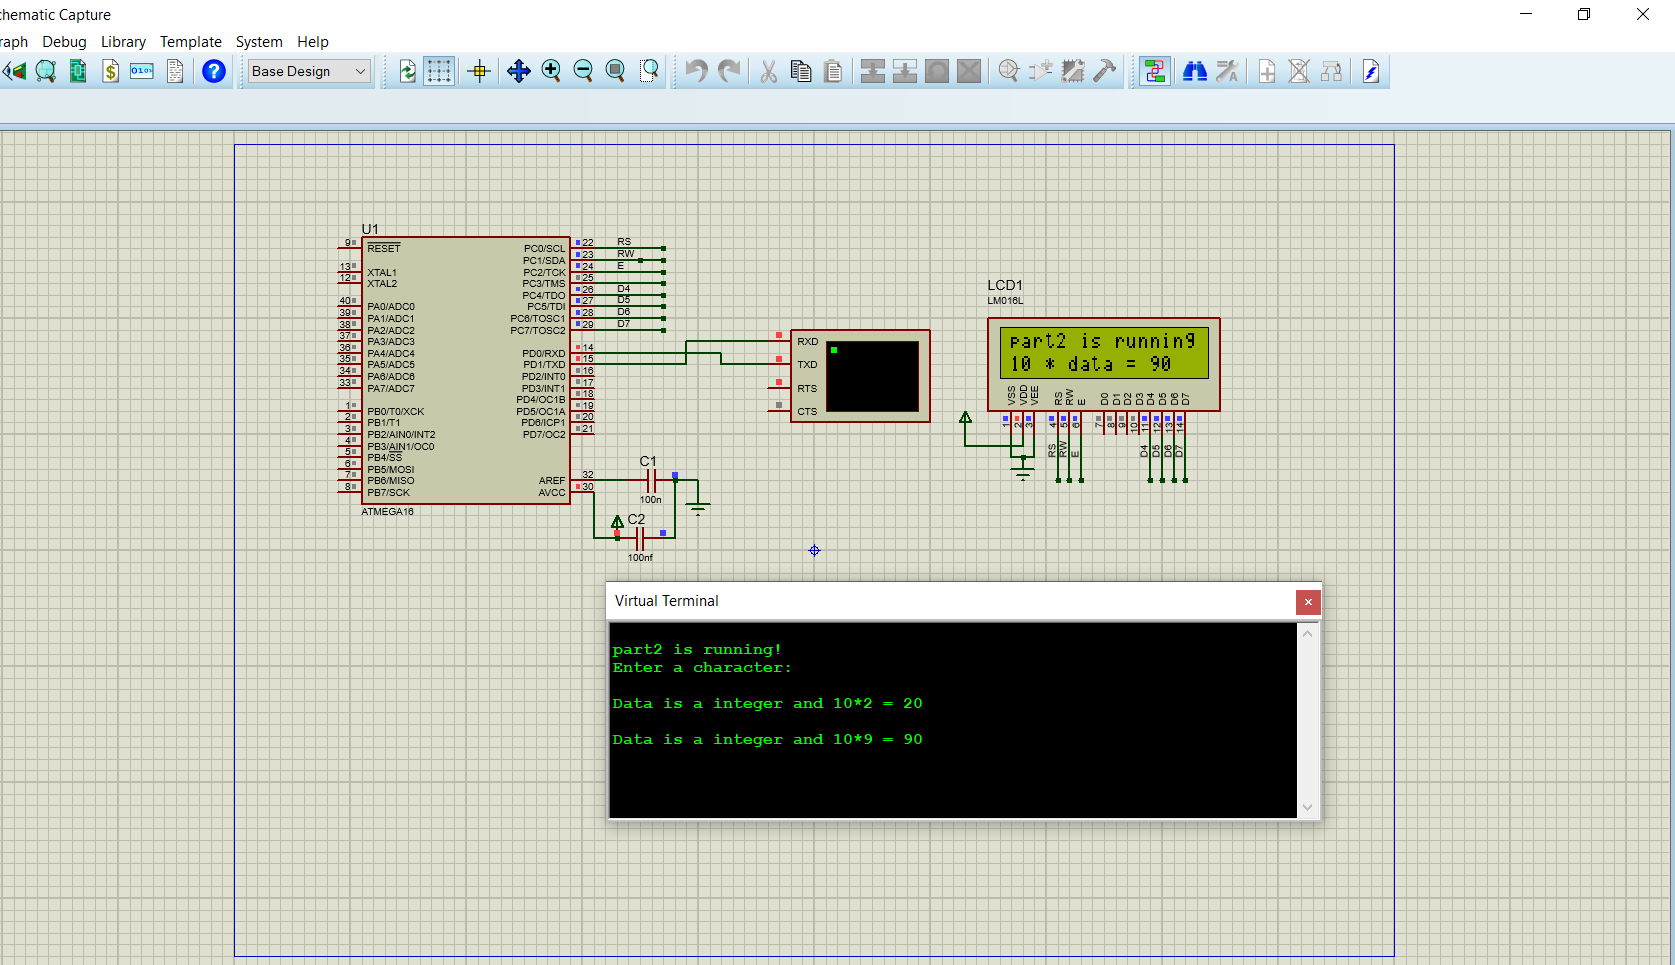 chematic Capture
raph Debug Library Template System Help
Base Design
U1
9 RESET
13 XTAL1
12 XTAL2
40 PA0/ADC0
39 PA1/ADC1
38 PA2/ADC2
37 PA3/ADC3
36 PA4/ADC4
35 PA5/ADC5
34 PA6/ADC6
33 PA7/ADC7
1 PB0/T0/XCK
2 PB1/T1
3 PB2/AIN0/INT2
4 PB3/AIN1/OC0
5 PB4/SS
6 PB5/MOSI
7 PB6/MISO
8 PB7/SCK
PC0/SCL 22 RS
PC1/SDA 23 RW
PC2/TCK 24 E
PC3/TMS 25
PC4/TDO 26 D4
PC5/TDI 27 D5
PC6/TOSC1 28 D6
PC7/TOSC2 29 D7
PD0/RXD 14
PD1/TXD 15
PD2/INT0 16
PD3/INT1 17
PD4/OC1B 18
PD5/OC1A 19
PD6/ICP1 20
PD7/OC2 21
AREF 32
AVCC 30
ATMEGA16
C1
100n
C2
100nf
RXD
TXD
RTS
CTS
LCD1
LM016L
part2 is running
10 * data = 90
VSS VDD VEE RS RW E D0 D1 D2 D3 D4 D5 D6 D7
1 2 3 4 5 6 7 8 9 10 11 12 13 14
RS RW E D4 D5 D6 D7
Virtual Terminal
part2 is running!
Enter a character:
Data is a integer and 10*2 = 20
Data is a integer and 10*9 = 90